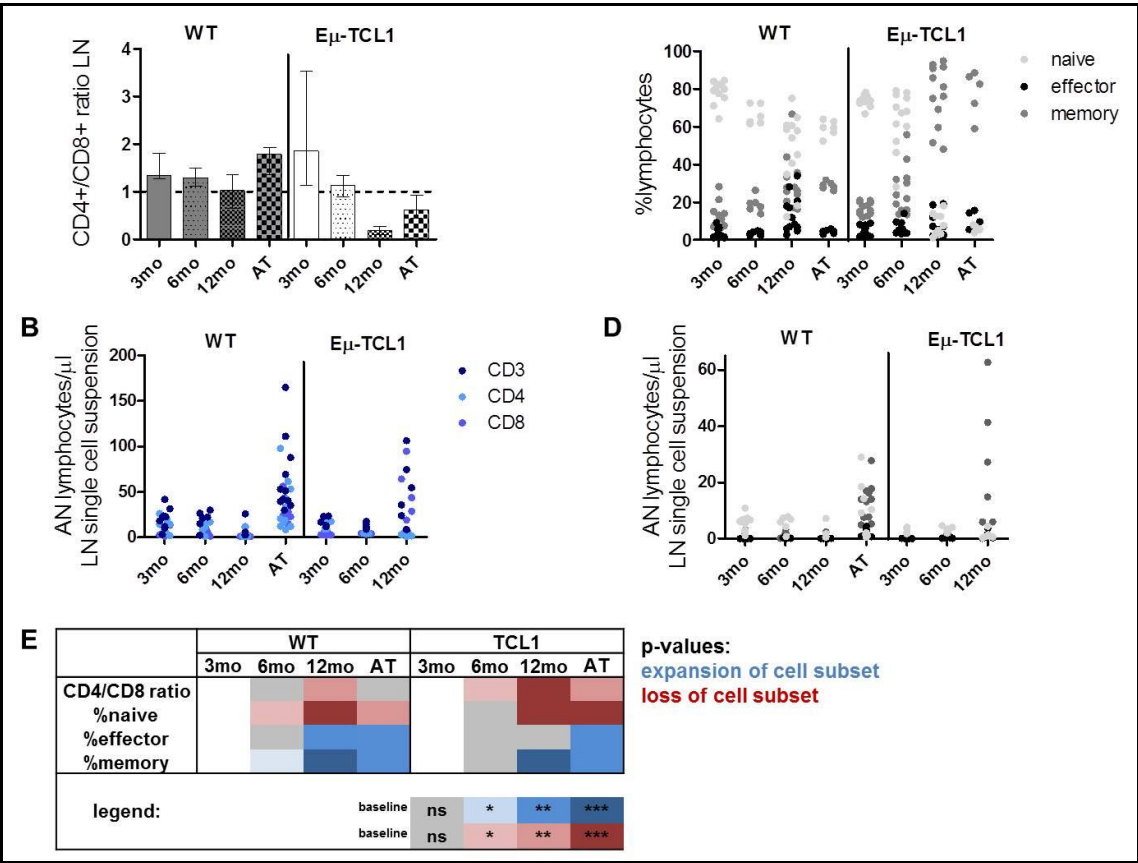 WT
Eµ-TCL1
CD4+/CD8+ ratio LN
4
3
2
1
0
3mo
6mo
12mo
AT
3mo
6mo
12mo
AT
WT
Eµ-TCL1
%lymphocytes
100
80
60
40
20
0
3mo
6mo
12mo
AT
3mo
6mo
12mo
AT
naive
effector
memory
B
WT
Eµ-TCL1
AN lymphocytes/µl
LN single cell suspension
200
150
100
50
0
3mo
6mo
12mo
AT
3mo
6mo
12mo
CD3
CD4
CD8
D
WT
Eµ-TCL1
AN lymphocytes/µl
LN single cell suspension
60
40
20
0
3mo
6mo
12mo
AT
3mo
6mo
12mo
E
WT TCL1
3mo 6mo 12mo AT 3mo 6mo 12mo AT
CD4/CD8 ratio
%naive
%effector
%memory
legend:
baseline ns * ** ***
baseline ns * ** ***
p-values:
expansion of cell subset
loss of cell subset